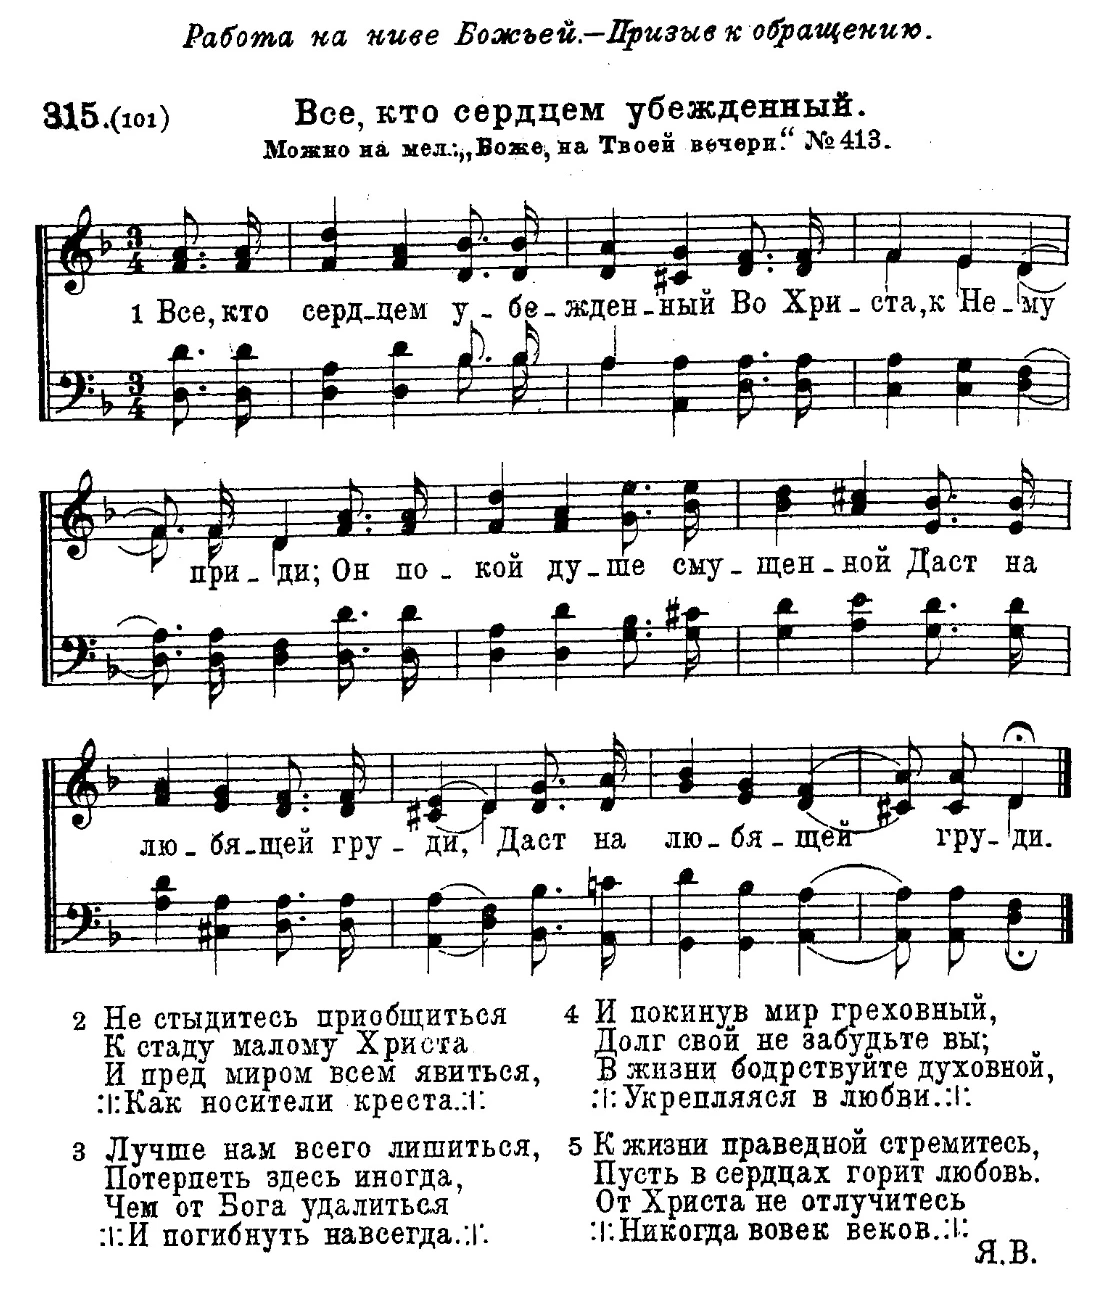 Работа на ниве Божьей.—Призыв к обращению.
315.(101)
Все, кто сердцем убежденный.
Можно на мел.: „Боже, на Твоей вечери.“ №413.
1 Все, кто серд-цем у - бе - жден - ный Во Хри - ста, к Не - му
при - ди; Он по - кой ду - ше сму - щен - ной Даст на
лю - бя - щей гру - ди, Даст на лю - бя - щей гру - ди.
2 Не стыдитесь приобщиться
К стаду малому Христа
И пред миром всем явиться,
:|: Как носители креста. :|:
3 Лучше нам всего лишиться,
Потерпеть здесь иногда,
Чем от Бога удалиться
:|: И погибнуть навсегда. :|:
4 И покинув мир греховный,
Долг свой не забудьте вы;
В жизни бодрствуйте духовной,
:|: Укрепляяся в любви. :|:
5 К жизни праведной стремитесь,
Пусть в сердцах горит любовь.
От Христа не отлучитесь
:|: Никогда вовек веков. :|:
Я.В.